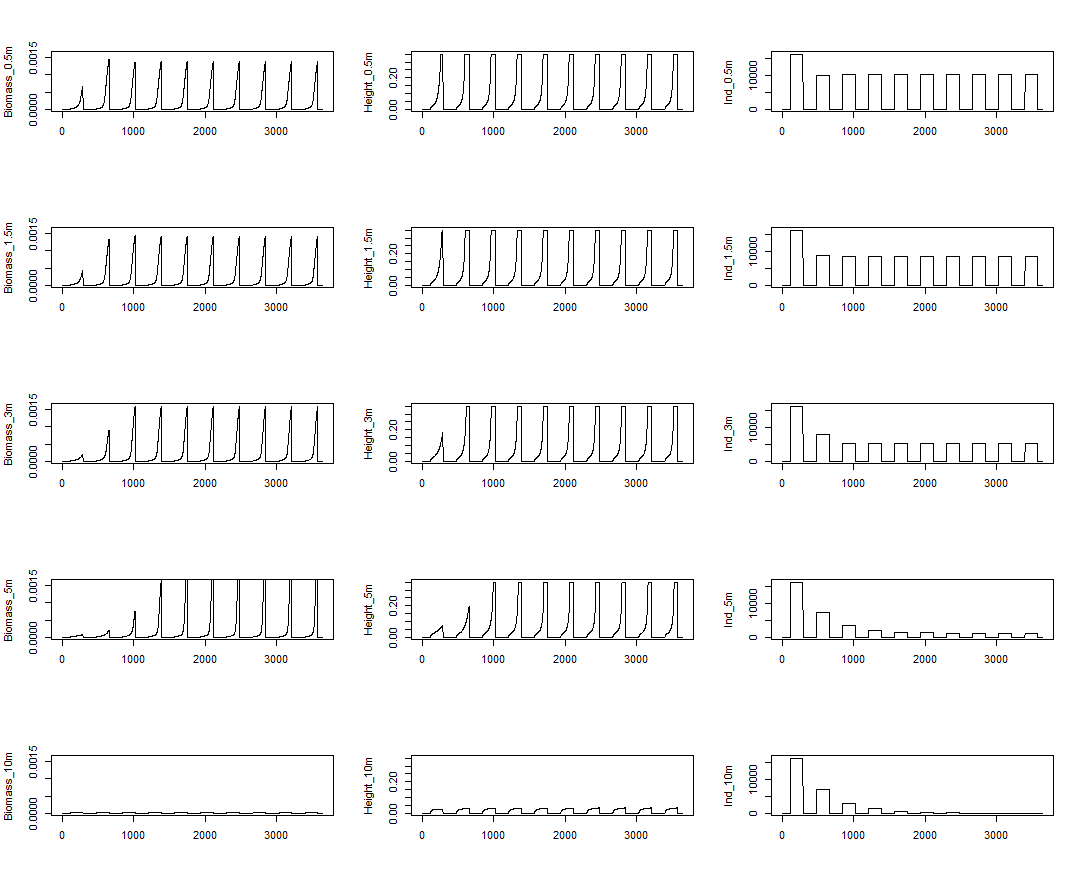 Biomass_0.5m 0.0000 0.0015 0 1000 2000 3000
Height_0.5m 0.00 0.20 0 1000 2000 3000
Ind_0.5m 0 10000 0 1000 2000 3000
Biomass_1.5m 0.0000 0.0015 0 1000 2000 3000
Height_1.5m 0.00 0.20 0 1000 2000 3000
Ind_1.5m 0 10000 0 1000 2000 3000
Biomass_3m 0.0000 0.0015 0 1000 2000 3000
Height_3m 0.00 0.20 0 1000 2000 3000
Ind_3m 0 10000 0 1000 2000 3000
Biomass_5m 0.0000 0.0015 0 1000 2000 3000
Height_5m 0.00 0.20 0 1000 2000 3000
Ind_5m 0 10000 0 1000 2000 3000
Biomass_10m 0.0000 0.0015 0 1000 2000 3000
Height_10m 0.00 0.20 0 1000 2000 3000
Ind_10m 0 10000 0 1000 2000 3000